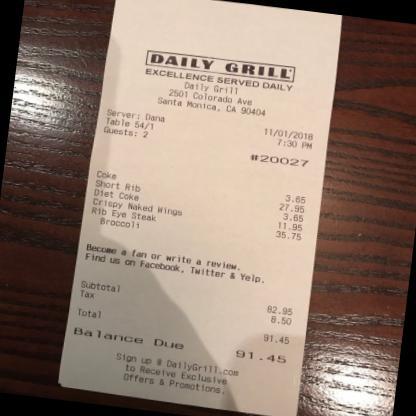 DAILY GRILL
EXCELLENCE SERVED DAILY
Daily Grill
2501 Colorado Ave
Santa Monica, CA 90404
Server: Dana 11/01/2018
Table 54/1 7:30 PM
Guests: 2
#20027
Coke 3.65
Short Rib 27.95
Diet Coke 3.65
Crispy Naked Wings 11.95
Rib Eye Steak 35.75
Broccoli
Become a fan or write a review.
Find us on Facebook, Twitter & Yelp.
Subtotal 82.95
Tax 8.50
Total 91.45
Balance Due 91.45
Sign up @ DailyGrill.com
to Receive Exclusive
Offers & Promotions.